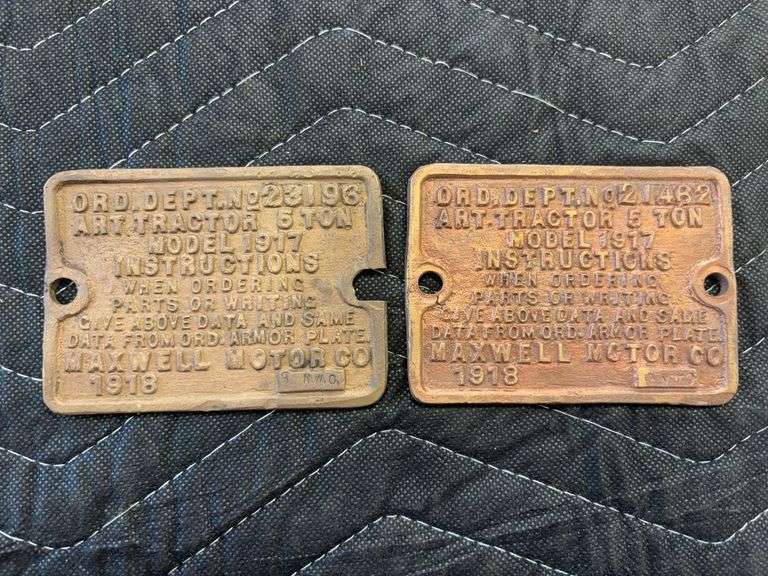 ORD. DEPT. No 23193
ART. TRACTOR 5 TON
MODEL 1917
INSTRUCTIONS
WHEN ORDERING
PARTS OR WRITING
GIVE ABOVE DATA AND SAME
DATA FROM ORD. ARMOR PLATE.
MAXWELL MOTOR CO
1918
ORD. DEPT. No 21482
ART. TRACTOR 5 TON
MODEL 1917
INSTRUCTIONS
WHEN ORDERING
PARTS OR WRITING
GIVE ABOVE DATA AND SAME
DATA FROM ORD. ARMOR PLATE.
MAXWELL MOTOR CO
1918